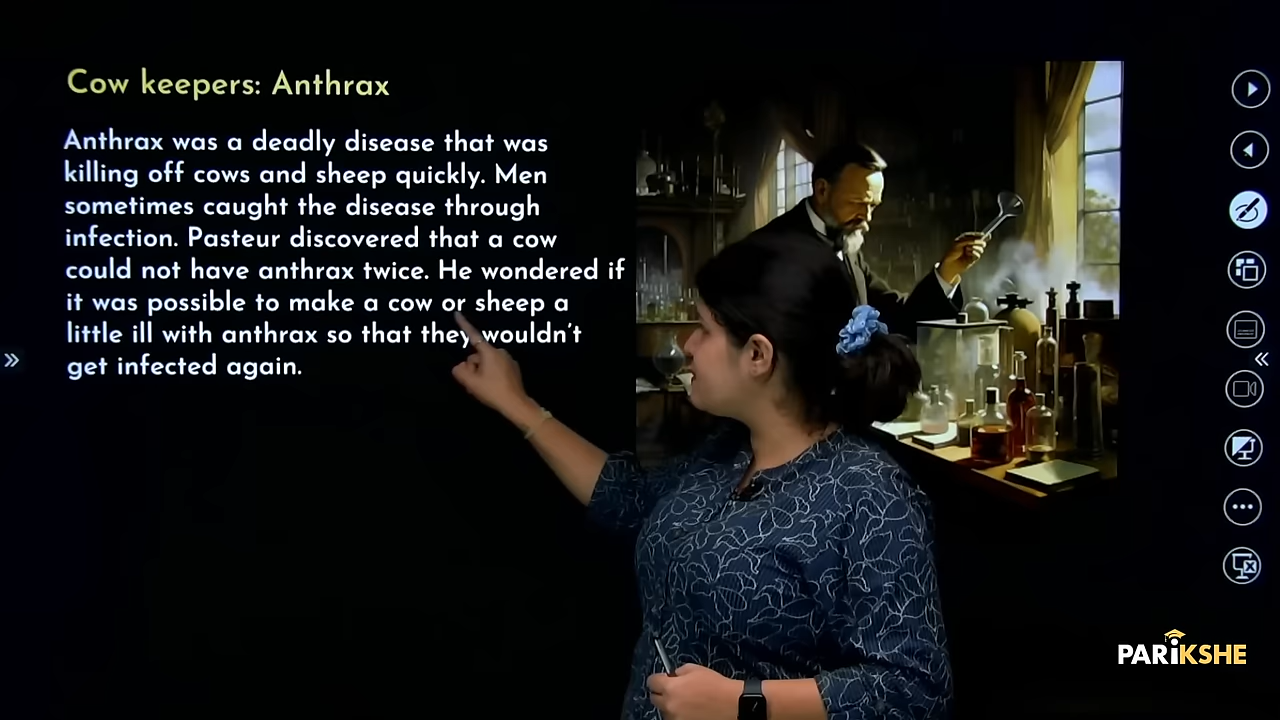 Cow keepers: Anthrax
Anthrax was a deadly disease that was
killing off cows and sheep quickly. Men
sometimes caught the disease through
infection. Pasteur discovered that a cow
could not have anthrax twice. He wondered if
it was possible to make a cow or sheep a
little ill with anthrax so that they wouldn't
get infected again.
PARIKSHE